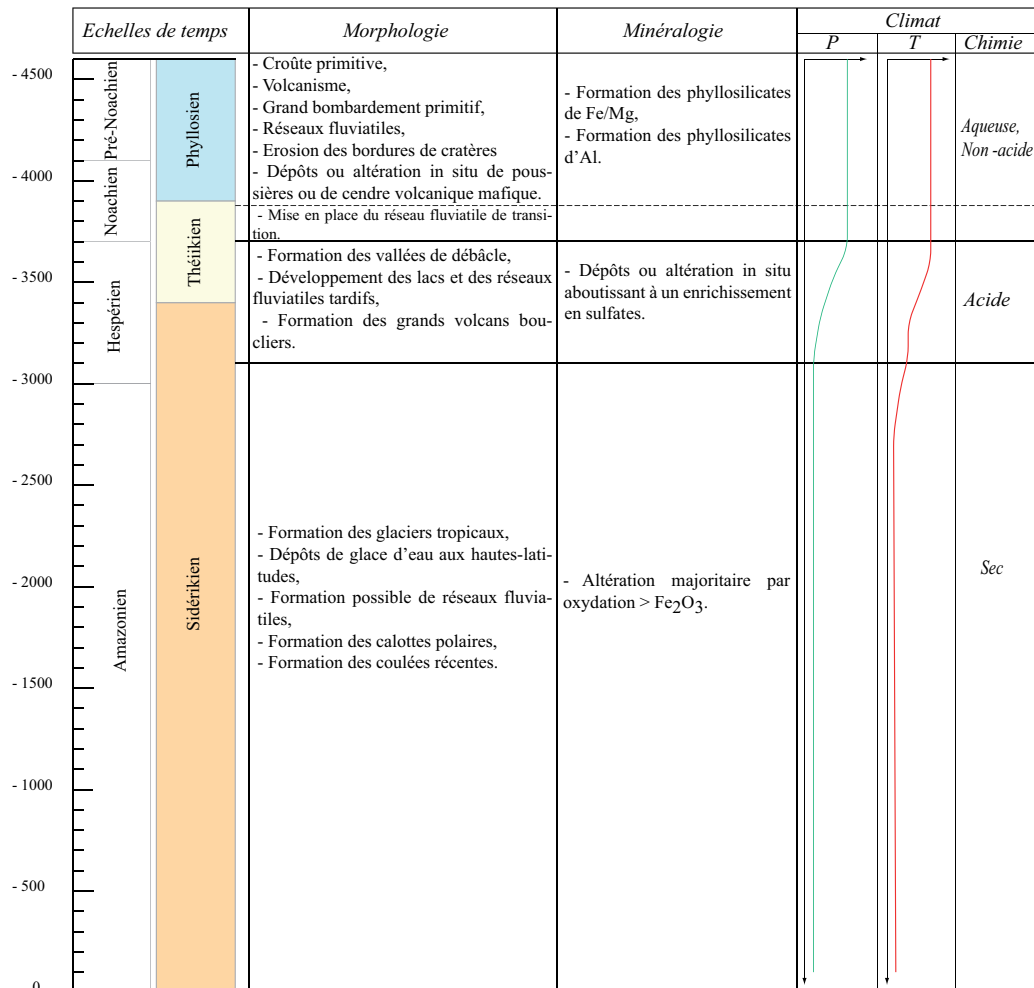 Echelles de temps
Morphologie
Minéralogie
Climat
P
T
Chimie
- 4500
- 4000
- 3500
- 3000
- 2500
- 2000
- 1500
- 1000
- 500
0
Pré-Noachien
Noachien
Hespérien
Amazonien
Phyllosien
Théiikien
Sidérikien
- Croûte primitive,
- Volcanisme,
- Grand bombardement primitif,
- Réseaux fluviatiles,
- Erosion des bordures de cratères
- Dépôts ou altération in situ de pous-
sières ou de cendre volcanique mafique.
- Mise en place du réseau fluviatile de transi-
tion.
- Formation des vallées de débâcle,
- Développement des lacs et des réseaux
fluviatiles tardifs,
- Formation des grands volcans bou-
cliers.
- Formation des glaciers tropicaux,
- Dépôts de glace d'eau aux hautes-lati-
tudes,
- Formation possible de réseaux fluvia-
tiles,
- Formation des calottes polaires,
- Formation des coulées récentes.
- Formation des phyllosilicates
de Fe/Mg,
- Formation des phyllosilicates
d'Al.
- Dépôts ou altération in situ
aboutissant à un enrichissement
en sulfates.
- Altération majoritaire par
oxydation > Fe2O3.
Aqueuse,
Non -acide
Acide
Sec